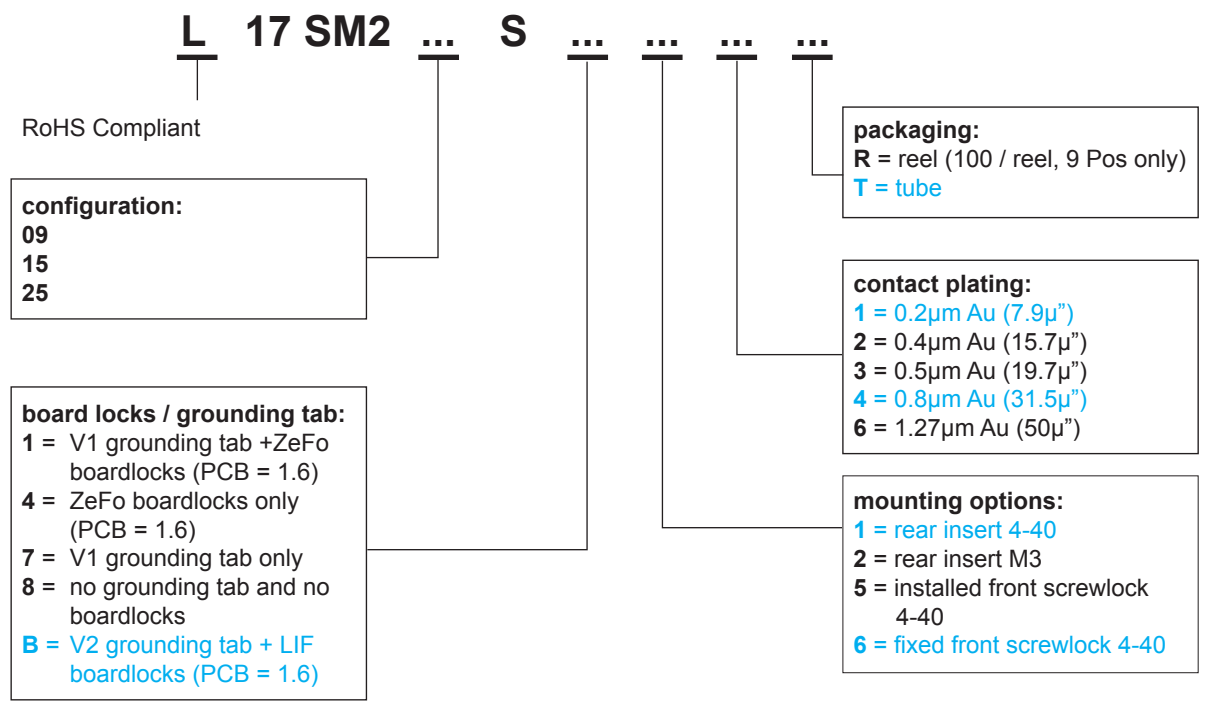 L 17 SM2 ... S ... ... ... ...
RoHS Compliant
configuration:
09
15
25
board locks / grounding tab:
1 = V1 grounding tab +ZeFo
boardlocks (PCB = 1.6)
4 = ZeFo boardlocks only
(PCB = 1.6)
7 = V1 grounding tab only
8 = no grounding tab and no
boardlocks
B = V2 grounding tab + LIF
boardlocks (PCB = 1.6)
packaging:
R = reel (100 / reel, 9 Pos only)
T = tube
contact plating:
1 = 0.2µm Au (7.9µ”)
2 = 0.4µm Au (15.7µ”)
3 = 0.5µm Au (19.7µ”)
4 = 0.8µm Au (31.5µ”)
6 = 1.27µm Au (50µ”)
mounting options:
1 = rear insert 4-40
2 = rear insert M3
5 = installed front screwlock
4-40
6 = fixed front screwlock 4-40